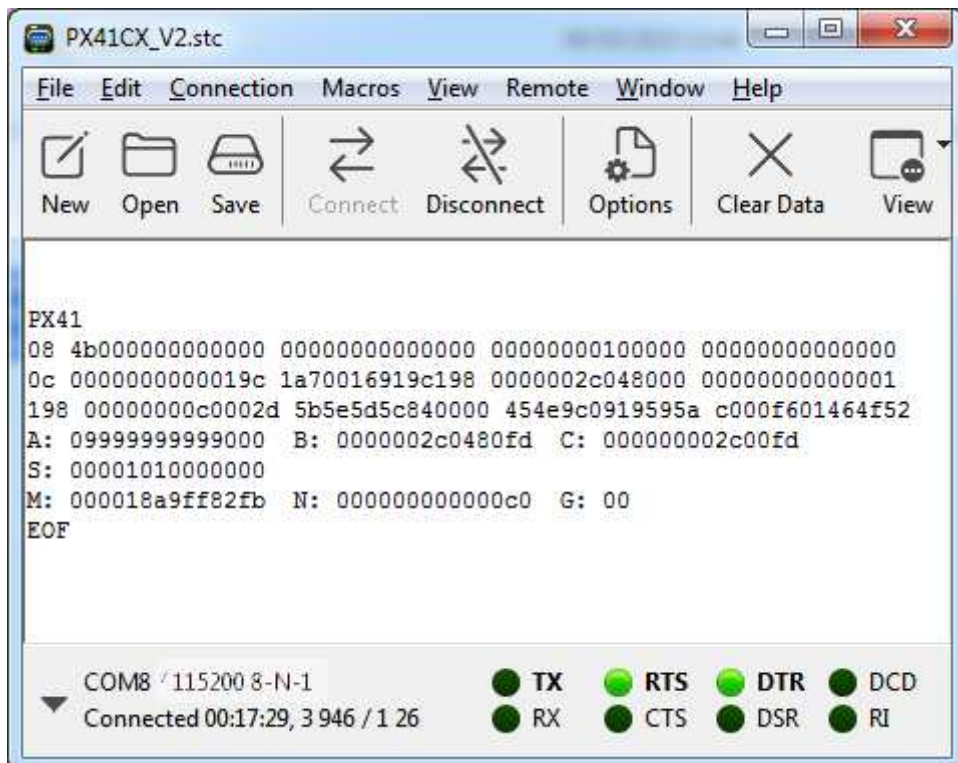 PX41CX_V2.stc
File Edit Connection Macros View Remote Window Help
New Open Save Connect Disconnect Options Clear Data View
PX41
08 4b000000000000 00000000000000 00000000100000 00000000000000
0c 0000000000019c 1a70016919c198 0000002c048000 00000000000001
198 00000000c0002d 5b5e5d5c840000 454e9c0919595a c000f601464f52
A: 09999999999000 B: 0000002c0480fd C: 000000002c00fd
S: 00001010000000
M: 000018a9ff82fb N: 000000000000c0 G: 00
EOF
COM8 / 115200 8-N-1 TX RTS DTR DCD
Connected 00:17:29, 3 946 / 1 26 RX CTS DSR RI